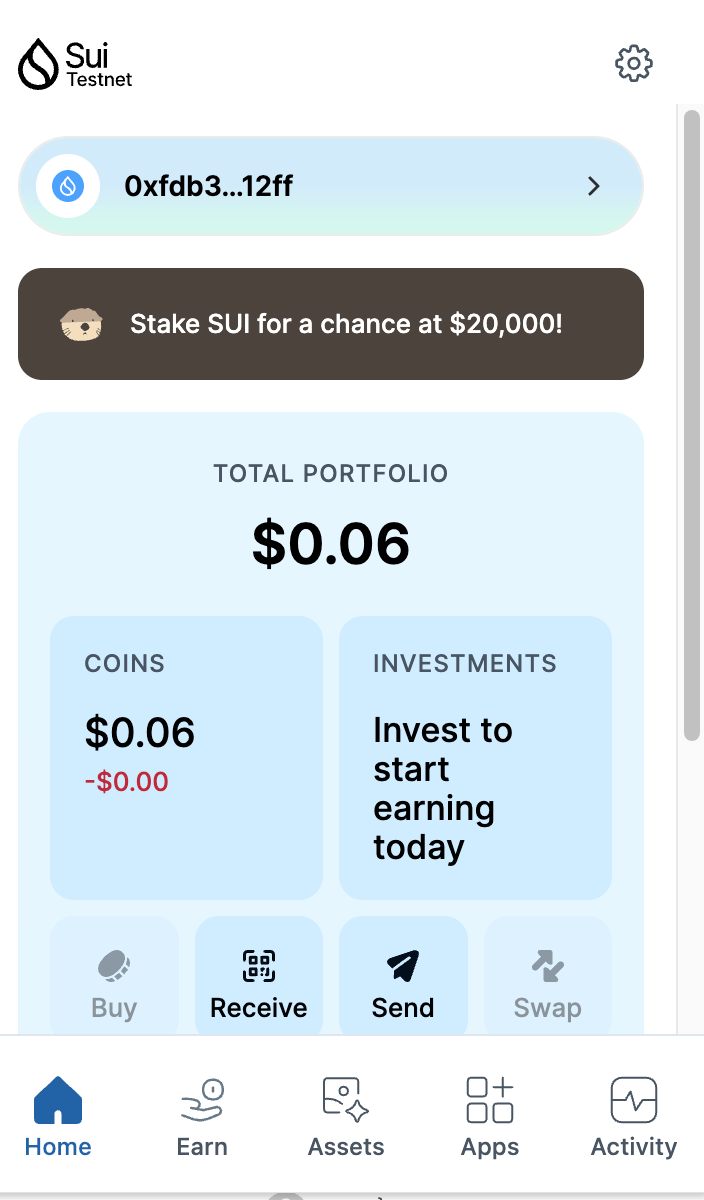 Sui
Testnet
0xfdb3...12ff
Stake SUI for a chance at $20,000!
TOTAL PORTFOLIO
$0.06
COINS
$0.06
-$0.00
INVESTMENTS
Invest to
start
earning
today
Buy
Receive
Send
Swap
Home
Earn
Assets
Apps
Activity